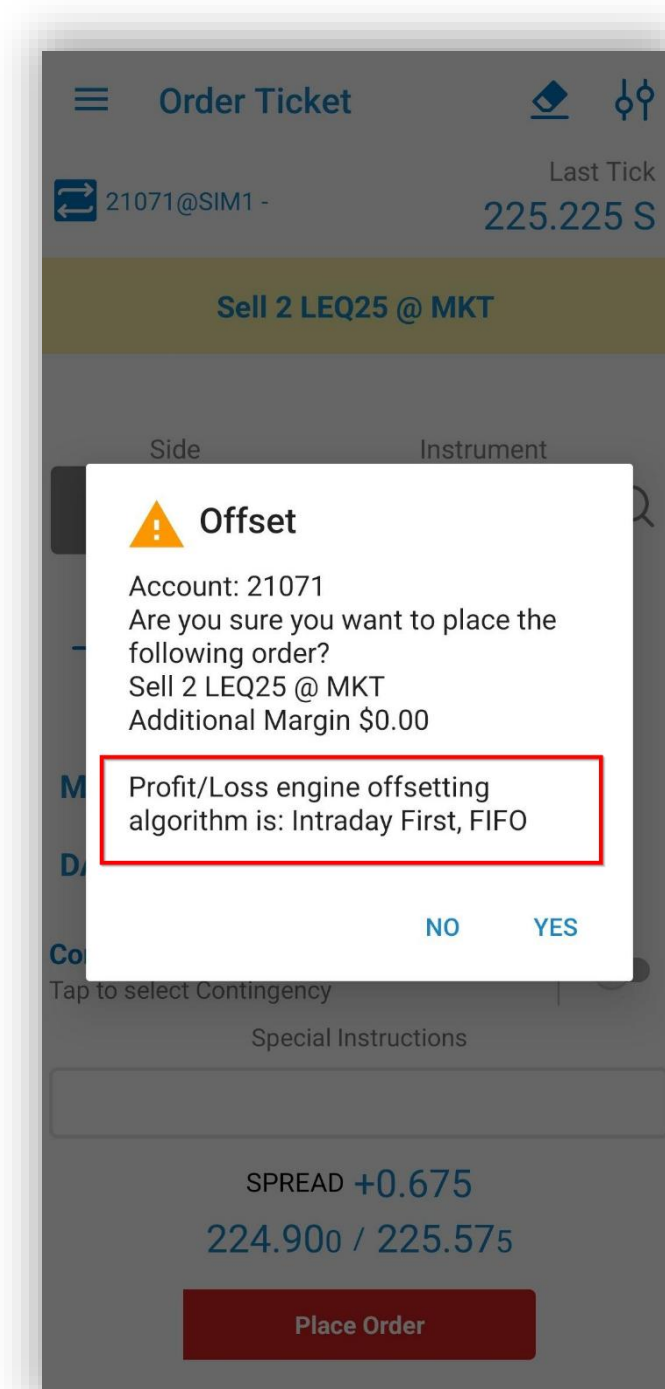 Order Ticket
Last Tick
21071@SIM1 -
225.225 S
Sell 2 LEQ25 @ MKT
Side Instrument
Offset
Account: 21071
Are you sure you want to place the
following order?
Sell 2 LEQ25 @ MKT
Additional Margin $0.00
Profit/Loss engine offsetting
algorithm is: Intraday First, FIFO
NO YES
Tap to select Contingency
Special Instructions
SPREAD +0.675
224.900 / 225.575
Place Order